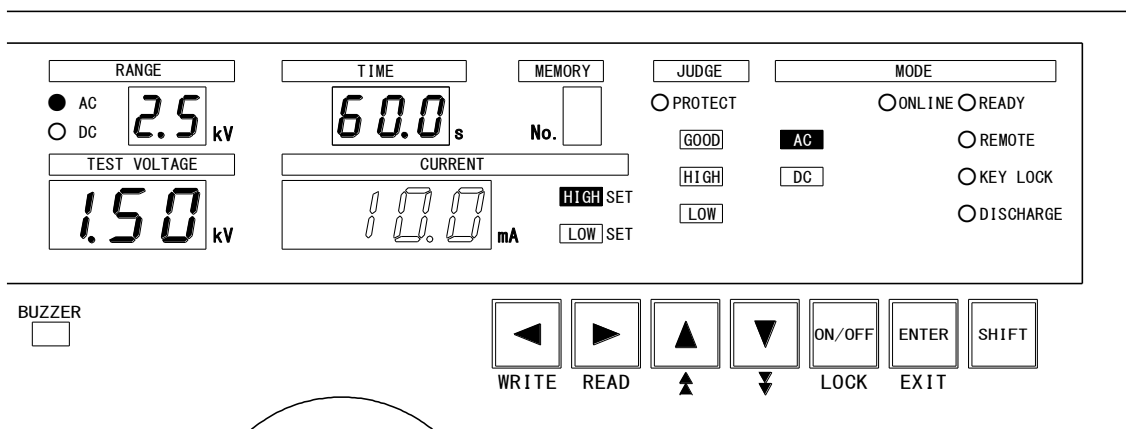 RANGE TIME MEMORY JUDGE MODE
AC 2.5 kV 60.0 s No. PROTECT ONLINE READY
DC GOOD AC REMOTE
TEST VOLTAGE CURRENT HIGH DC KEY LOCK
1.50 kV 10.0 mA HIGH SET LOW DISCHARGE
LOW SET
BUZZER
ON/OFF ENTER SHIFT
WRITE READ LOCK EXIT